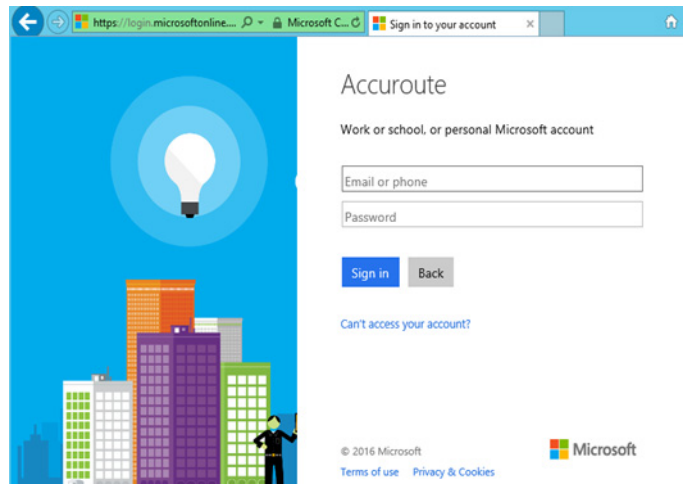 https://login.microsoftonline.... Microsoft C... Sign in to your account
Accuroute
Work or school, or personal Microsoft account
Email or phone
Password
Sign in Back
Can't access your account?
© 2016 Microsoft
Microsoft
Terms of use Privacy & Cookies